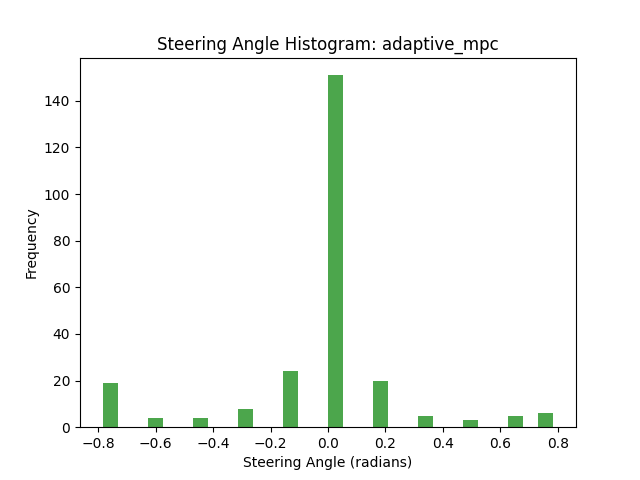 Steering Angle Histogram: adaptive_mpc
140
120
100
80
60
40
20
0
Frequency
−0.8 −0.6 −0.4 −0.2 0.0 0.2 0.4 0.6 0.8
Steering Angle (radians)